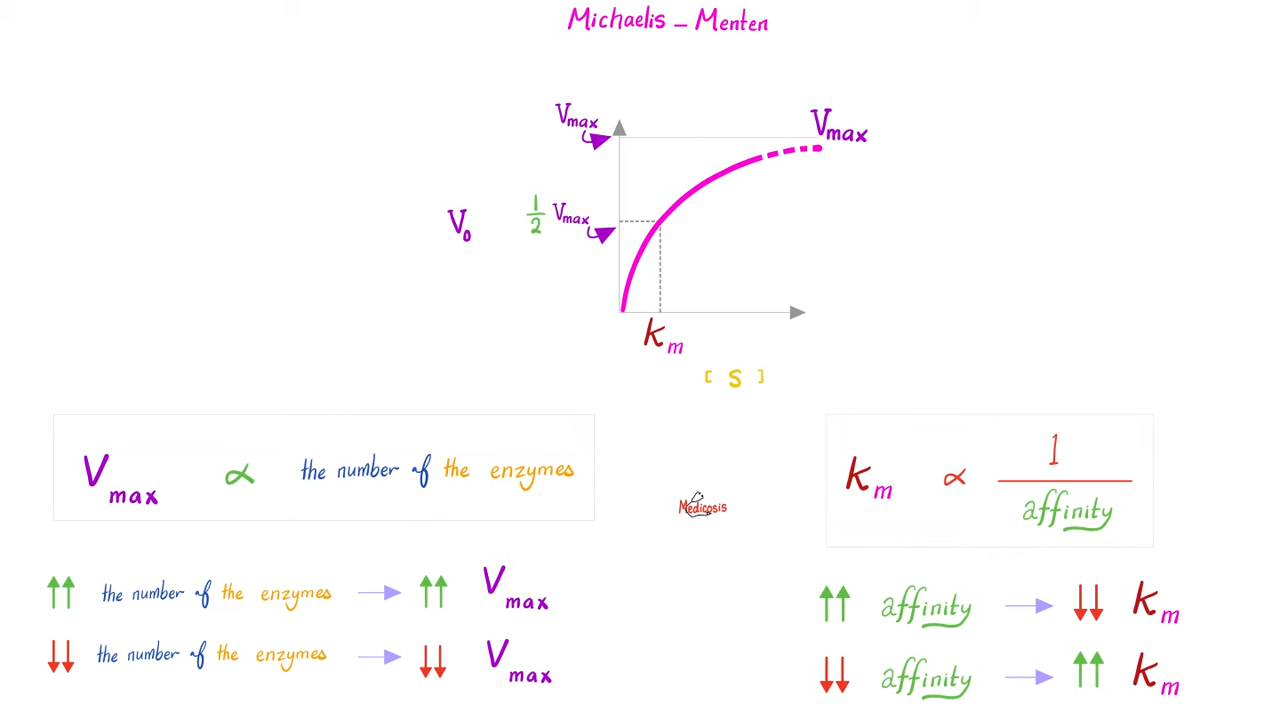 Michaelis – Menten
Vmax
Vmax
V₀
1/2 Vmax
Km
[ S ]
Vmax ∝ the number of the enzymes
Km ∝ 1/affinity
Medicosis
↑↑ the number of the enzymes → ↑↑ Vmax
↓↓ the number of the enzymes → ↓↓ Vmax
↑↑ affinity → ↓↓ Km
↓↓ affinity → ↑↑ Km